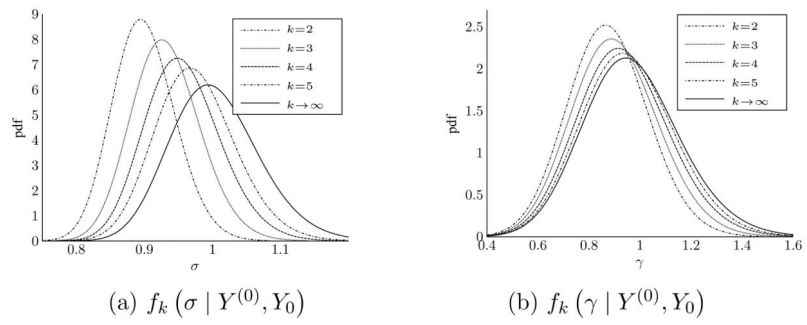 9
8
7
6
5
4
3
2
1
0
pdf
0.8
0.9
1
1.1
σ
k=2
k=3
k=4
k=5
k→∞
(a) f_k (σ | Y^{(0)}, Y_0)
2.5
2
1.5
1
0.5
0
pdf
0.4
0.6
0.8
1
1.2
1.4
1.6
γ
k=2
k=3
k=4
k=5
k→∞
(b) f_k (γ | Y^{(0)}, Y_0)